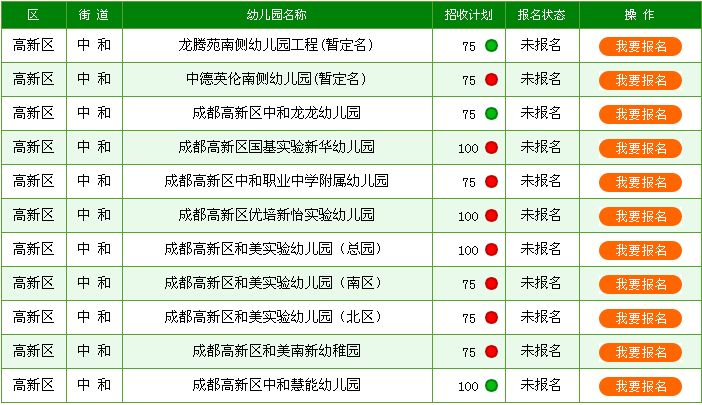 区 街 道 幼儿园名称 招收计划 报名状态 操 作
高新区 中 和 龙腾苑南侧幼儿园工程(暂定名) 75 未报名 我要报名
高新区 中 和 中德英伦南侧幼儿园(暂定名) 75 未报名 我要报名
高新区 中 和 成都高新区中和龙龙幼儿园 75 未报名 我要报名
高新区 中 和 成都高新区国基实验新华幼儿园 100 未报名 我要报名
高新区 中 和 成都高新区中和职业中学附属幼儿园 75 未报名 我要报名
高新区 中 和 成都高新区优培新怡实验幼儿园 100 未报名 我要报名
高新区 中 和 成都高新区和美实验幼儿园（总园） 100 未报名 我要报名
高新区 中 和 成都高新区和美实验幼儿园（南区） 75 未报名 我要报名
高新区 中 和 成都高新区和美实验幼儿园（北区） 75 未报名 我要报名
高新区 中 和 成都高新区和美南新幼稚园 75 未报名 我要报名
高新区 中 和 成都高新区中和慧能幼儿园 100 未报名 我要报名